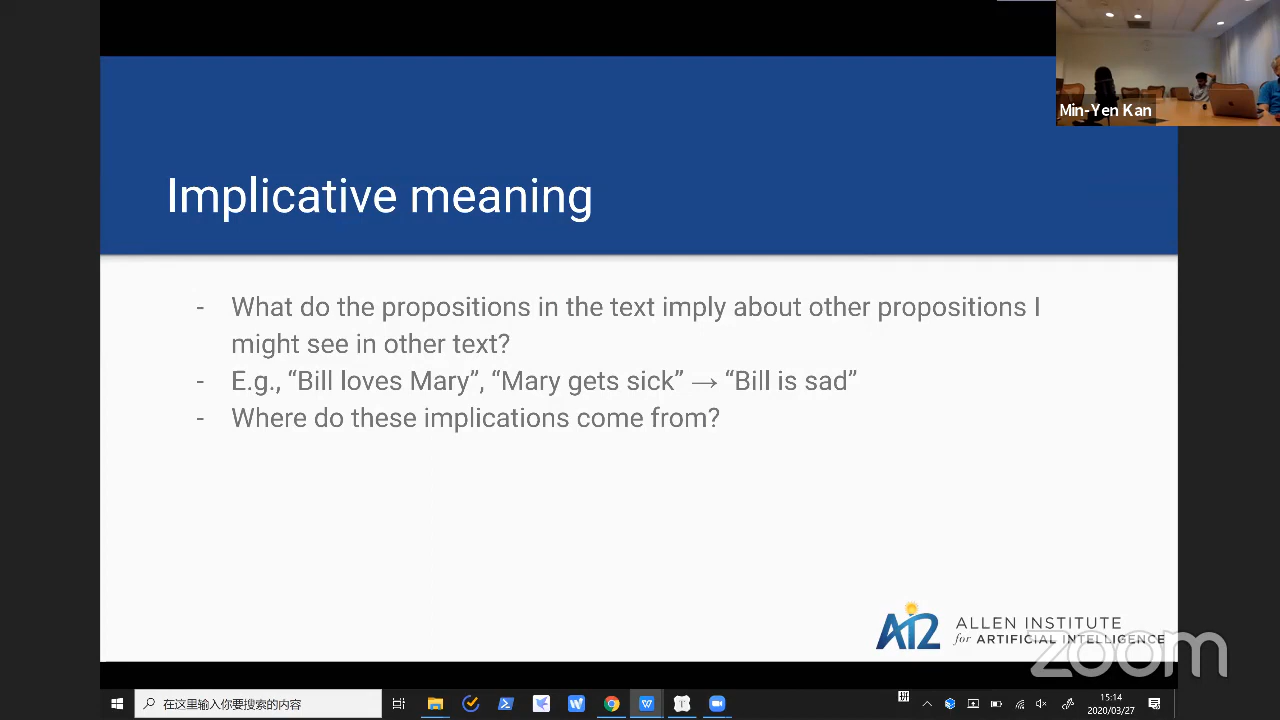 Min-Yen Kan
Implicative meaning
- What do the propositions in the text imply about other propositions I
might see in other text?
- E.g., “Bill loves Mary”, “Mary gets sick” → “Bill is sad”
- Where do these implications come from?
AI2
ALLEN INSTITUTE
for ARTIFICIAL INTELLIGENCE
zoom
在这里输入你要搜索的内容
拼
15:14
2020/03/27